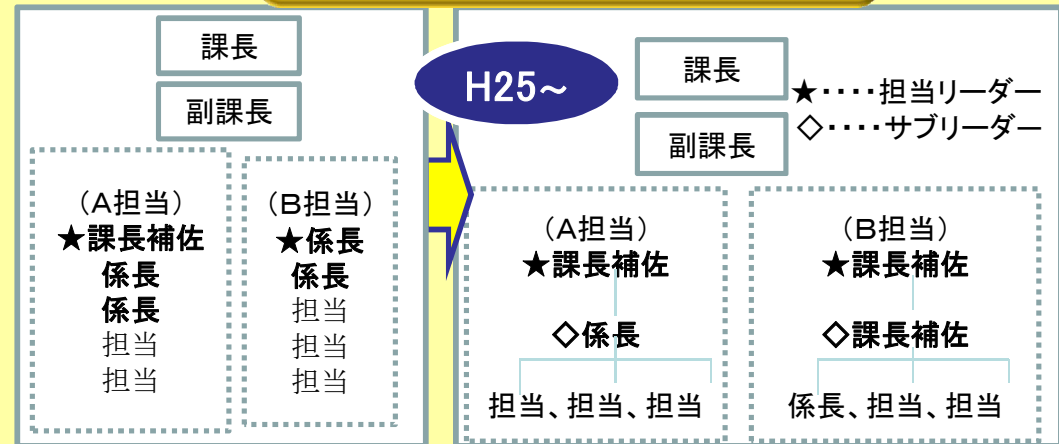 課長
副課長
（A担当）
★課長補佐
係長
係長
担当
担当
（B担当）
★係長
係長
担当
担当
担当
H25～
課長
副課長
★････担当リーダー
◇････サブリーダー
（A担当）
★課長補佐
◇係長
担当、担当、担当
（B担当）
★課長補佐
◇課長補佐
係長、担当、担当